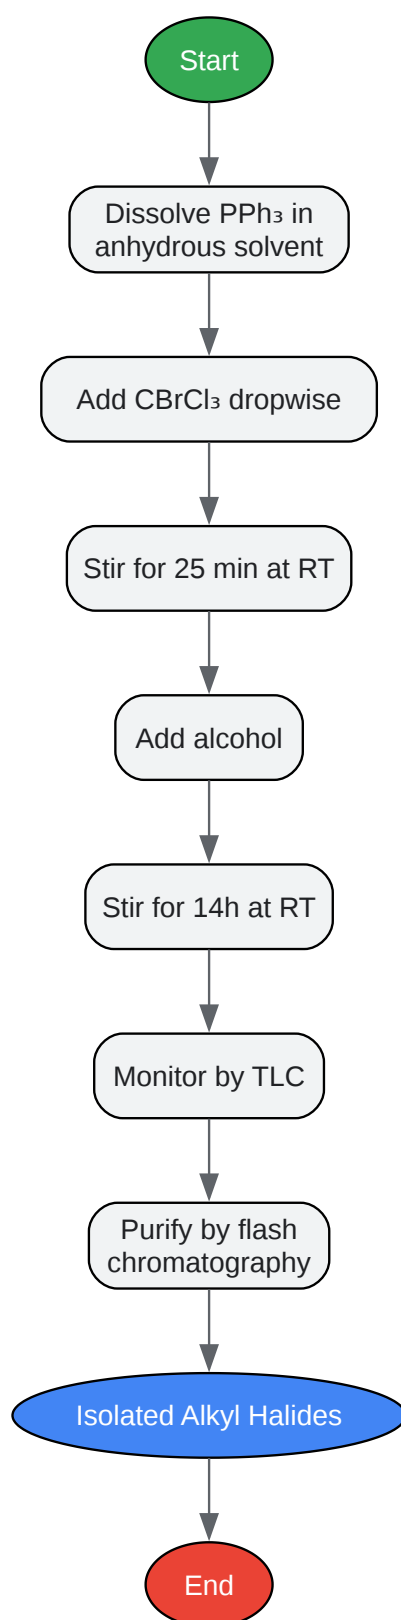 Start
Dissolve PPh₃ in
anhydrous solvent
Add CBrCl₃ dropwise
Stir for 25 min at RT
Add alcohol
Stir for 14h at RT
Monitor by TLC
Purify by flash
chromatography
Isolated Alkyl Halides
End